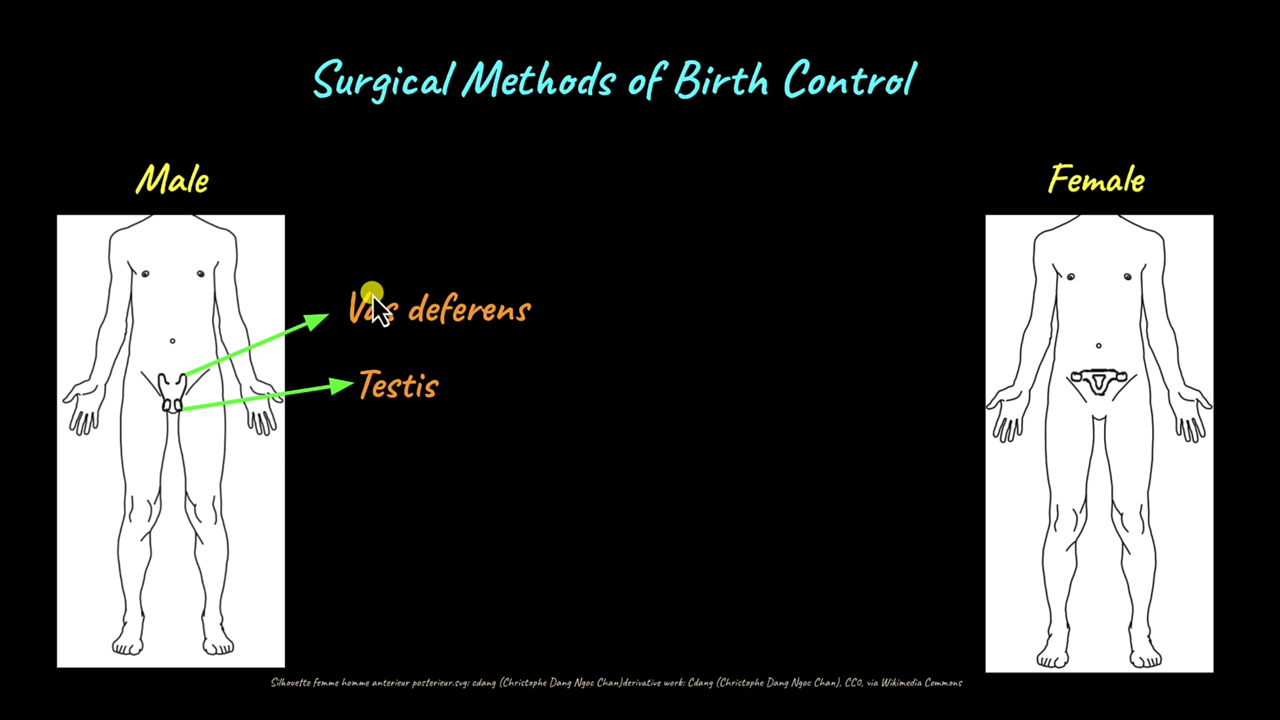 Surgical Methods of Birth Control
Male
Female
Vas deferens
Testis
Silhouette femme homme anterieur posterieur.svg: cdang (Christophe Dang Ngoc Chan)derivative work: Cdang (Christophe Dang Ngoc Chan), CC0, via Wikimedia Commons